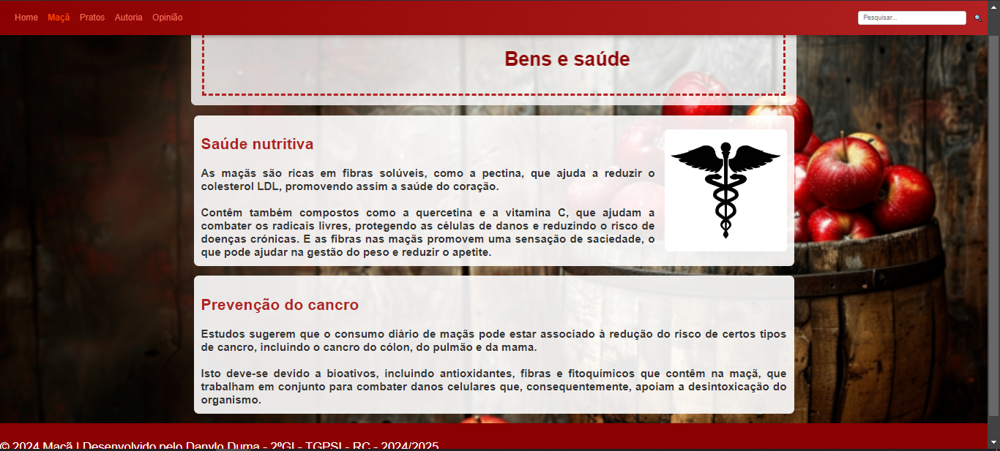 Home Maçã Pratos Autoria Opinião Pesquisar...
Bens e saúde
Saúde nutritiva
As maçãs são ricas em fibras solúveis, como a pectina, que ajuda a reduzir o
colesterol LDL, promovendo assim a saúde do coração.
Contêm também compostos como a quercetina e a vitamina C, que ajudam a
combater os radicais livres, protegendo as células de danos e reduzindo o risco de
doenças crónicas. E as fibras nas maçãs promovem uma sensação de saciedade, o
que pode ajudar na gestão do peso e reduzir o apetite.
Prevenção do cancro
Estudos sugerem que o consumo diário de maçãs pode estar associado à redução do risco de certos tipos
de cancro, incluindo o cancro do cólon, do pulmão e da mama.
Isto deve-se devido a bioativos, incluindo antioxidantes, fibras e fitoquímicos que contêm na maçã, que
trabalham em conjunto para combater danos celulares que, consequentemente, apoiam a desintoxicação do
organismo.
© 2024 Maçã | Desenvolvido pelo Danylo Duma - 2ºGI - TGPSI - RC - 2024/2025